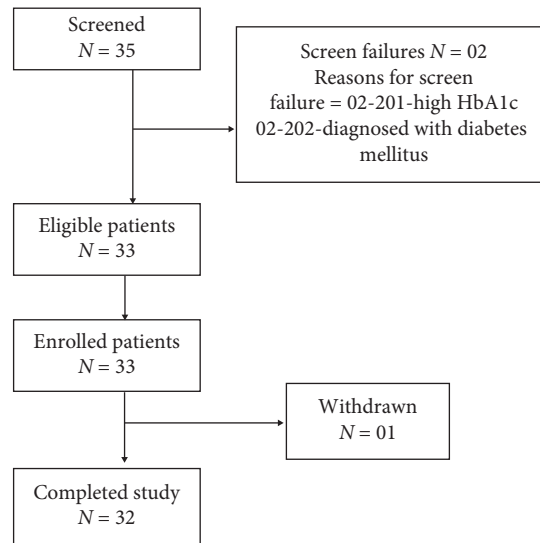 Screened
N = 35
Screen failures N = 02
Reasons for screen
failure = 02-201-high HbA1c
02-202-diagnosed with diabetes
mellitus
Eligible patients
N = 33
Enrolled patients
N = 33
Withdrawn
N = 01
Completed study
N = 32